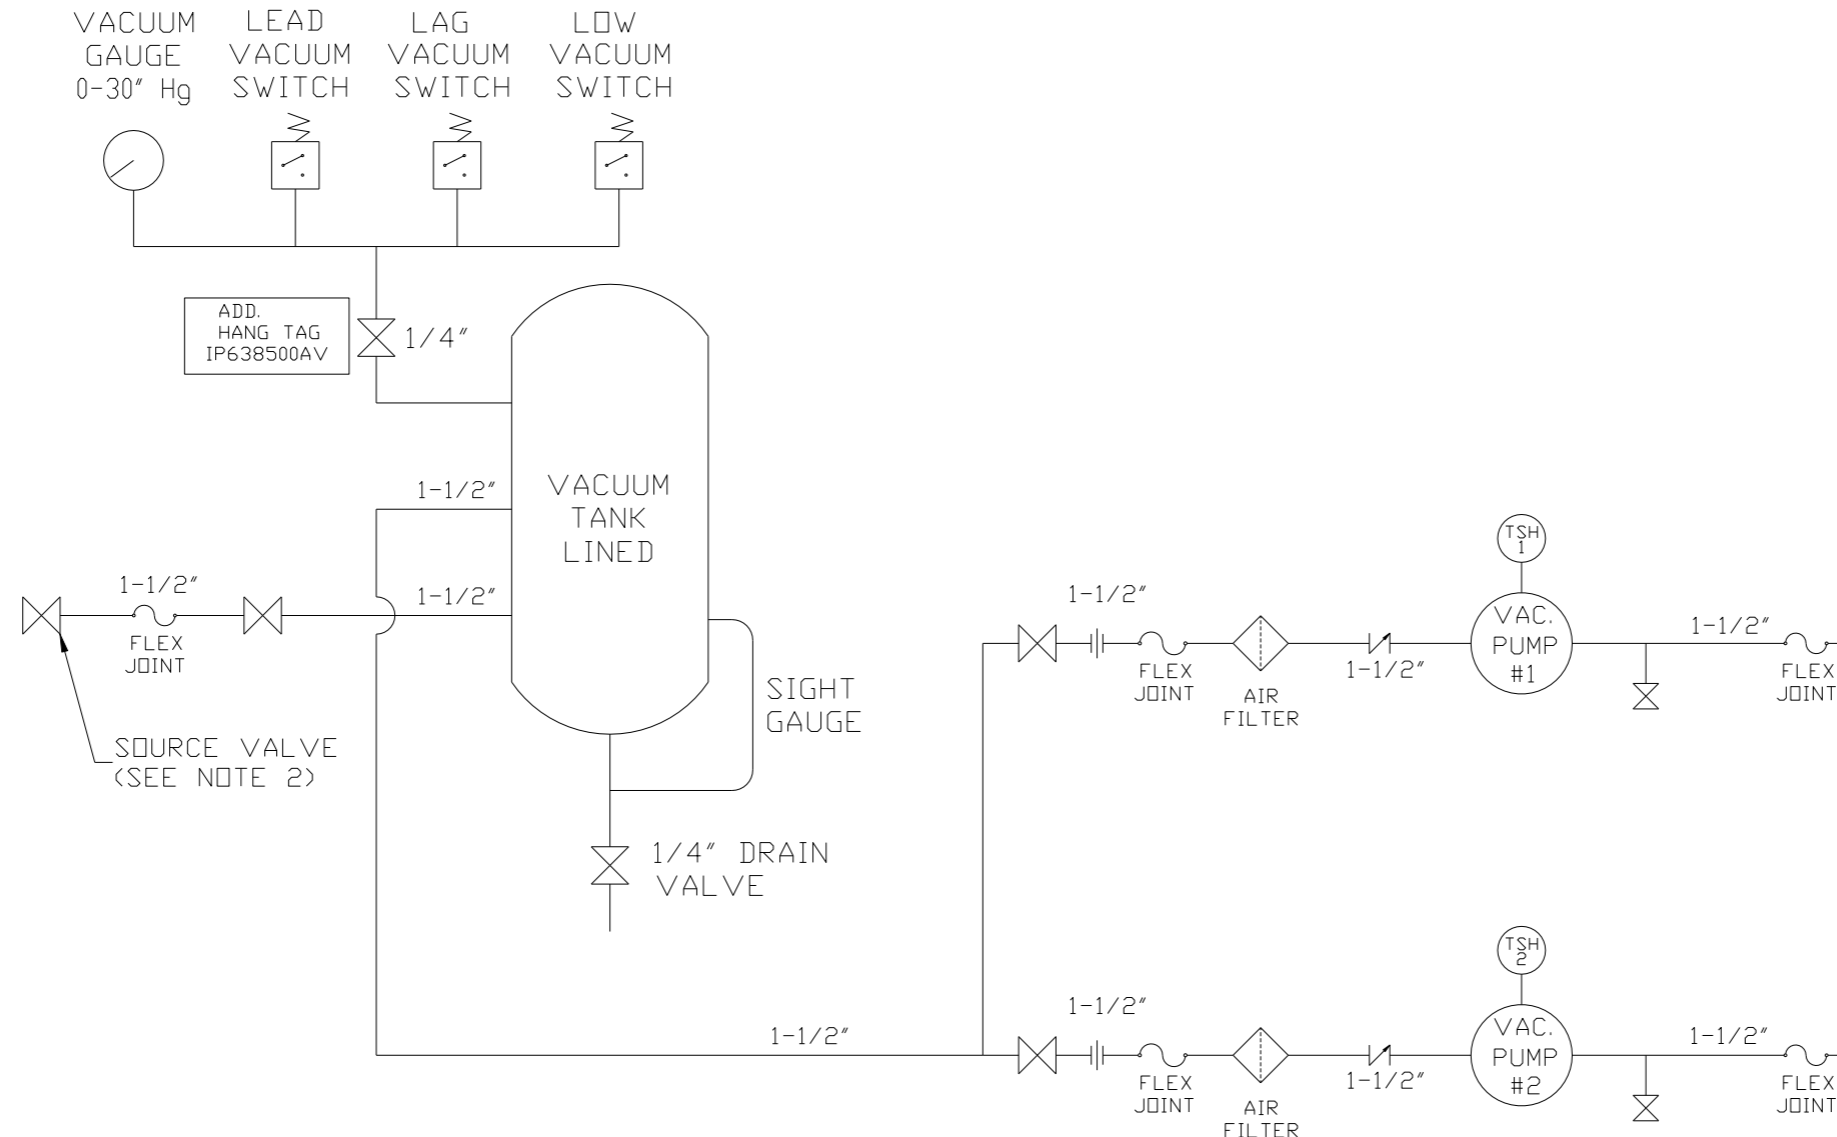 VACUUM
GAUGE
0-30" Hg
LEAD
VACUUM
SWITCH
LAG
VACUUM
SWITCH
LOW
VACUUM
SWITCH
ADD.
HANG TAG
IP638500AV
1/4"
1-1/2"
VACUUM
TANK
LINED
1-1/2"
FLEX
JOINT
1-1/2"
SOURCE VALVE
(SEE NOTE 2)
SIGHT
GAUGE
1/4" DRAIN
VALVE
1-1/2"
1-1/2"
FLEX
JOINT
AIR
FILTER
1-1/2"
TSH
1
VAC.
PUMP
#1
1-1/2"
FLEX
JOINT
1-1/2"
FLEX
JOINT
AIR
FILTER
1-1/2"
TSH
2
VAC.
PUMP
#2
1-1/2"
FLEX
JOINT